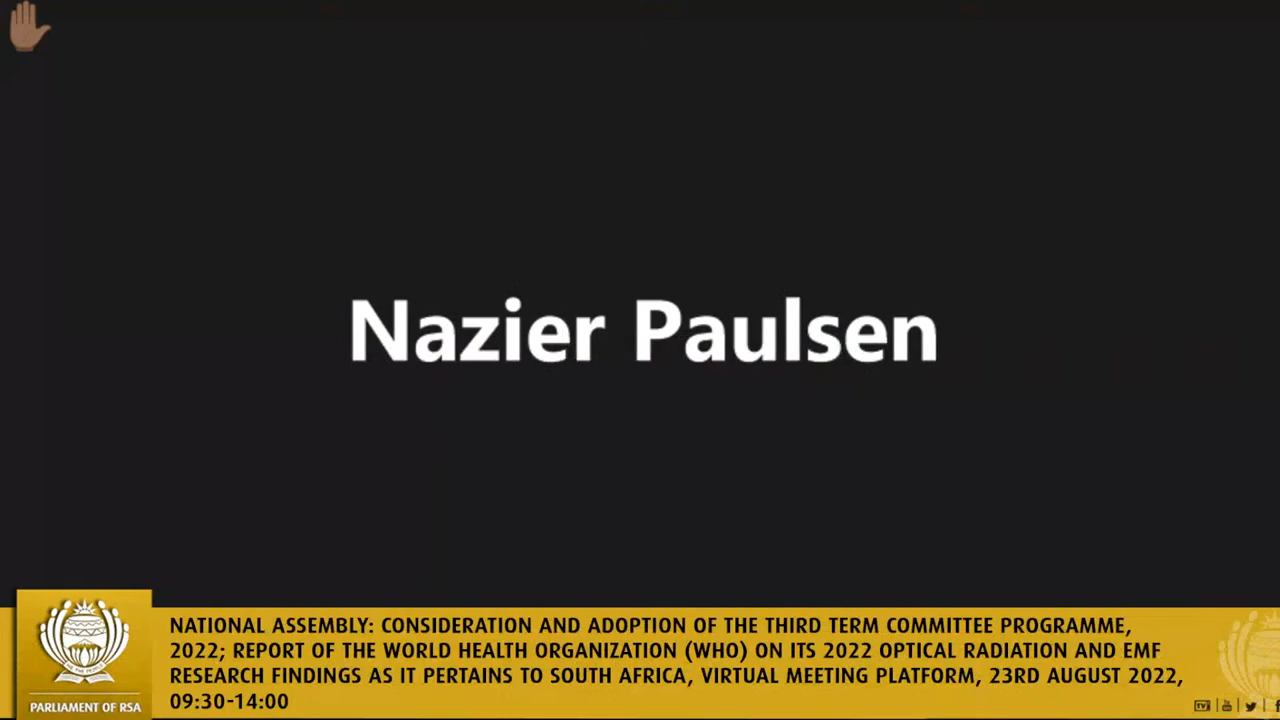 Nazier Paulsen
NATIONAL ASSEMBLY: CONSIDERATION AND ADOPTION OF THE THIRD TERM COMMITTEE PROGRAMME,
2022; REPORT OF THE WORLD HEALTH ORGANIZATION (WHO) ON ITS 2022 OPTICAL RADIATION AND EMF
RESEARCH FINDINGS AS IT PERTAINS TO SOUTH AFRICA, VIRTUAL MEETING PLATFORM, 23RD AUGUST 2022,
09:30-14:00
PARLIAMENT OF RSA